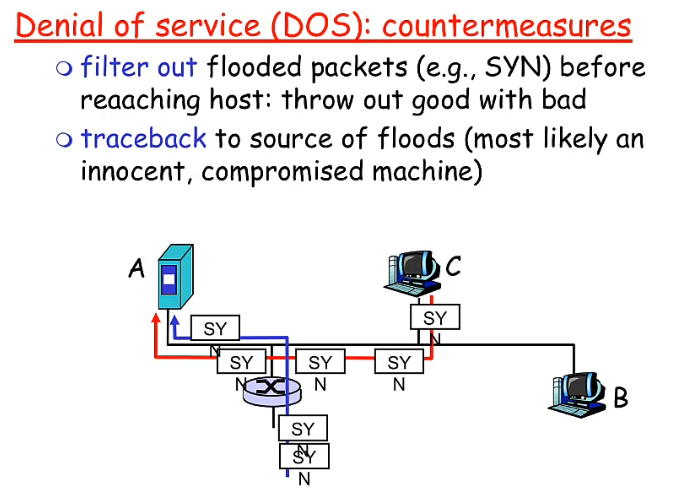 Denial of service (DOS): countermeasures
filter out flooded packets (e.g., SYN) before
reaaching host: throw out good with bad
traceback to source of floods (most likely an
innocent, compromised machine)
A
C
SY
N
SY
N
SY
N
SY
N
SY
N
B
SY
N
SY
N